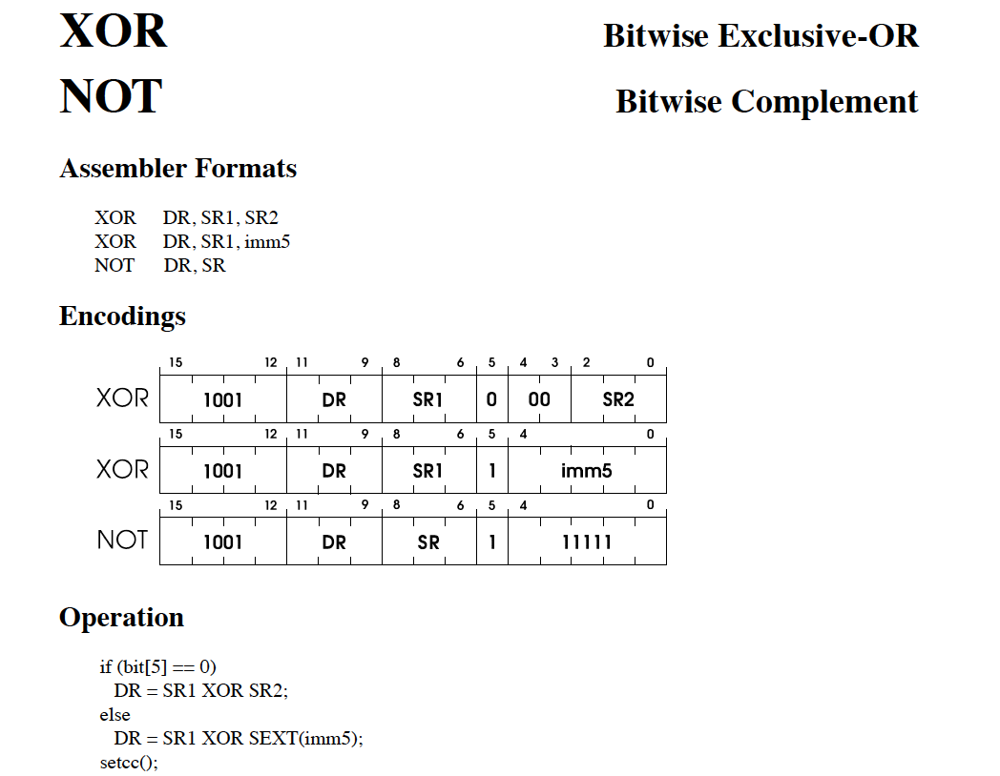 XOR Bitwise Exclusive-OR
NOT Bitwise Complement
Assembler Formats
XOR DR, SR1, SR2
XOR DR, SR1, imm5
NOT DR, SR
Encodings
15 12 11 9 8 6 5 4 3 2 0
XOR 1001 DR SR1 0 00 SR2
15 12 11 9 8 6 5 4 0
XOR 1001 DR SR1 1 imm5
15 12 11 9 8 6 5 4 0
NOT 1001 DR SR 1 11111
Operation
if (bit[5] == 0)
DR = SR1 XOR SR2;
else
DR = SR1 XOR SEXT(imm5);
setcc();